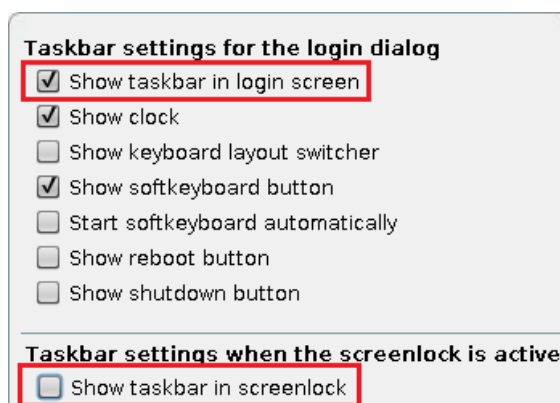 Taskbar settings for the login dialog
Show taskbar in login screen
Show clock
Show keyboard layout switcher
Show softkeyboard button
Start softkeyboard automatically
Show reboot button
Show shutdown button
Taskbar settings when the screenlock is active
Show taskbar in screenlock